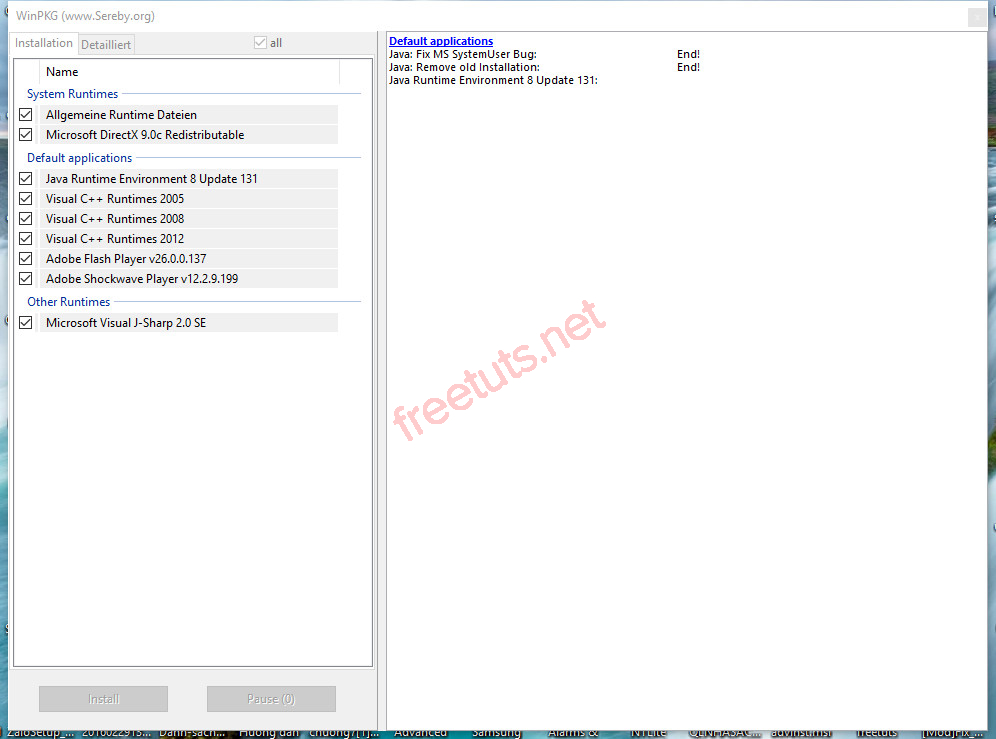 WinPKG (www.Sereby.org)
x
Installation Detailliert all
Name
System Runtimes
Allgemeine Runtime Dateien
Microsoft DirectX 9.0c Redistributable
Default applications
Java Runtime Environment 8 Update 131
Visual C++ Runtimes 2005
Visual C++ Runtimes 2008
Visual C++ Runtimes 2012
Adobe Flash Player v26.0.0.137
Adobe Shockwave Player v12.2.9.199
Other Runtimes
Microsoft Visual J-Sharp 2.0 SE
Install Pause (0)
Default applications
Java: Fix MS SystemUser Bug: End!
Java: Remove old Installation: End!
Java Runtime Environment 8 Update 131:
freetuts.net
ZaloSetup_... Danh-sach... Huong dan chuong7[1]... Advanced Samsung Alarms & NTLite QLNHASAC... advinstlmsi freetuts [Mod]Fix_...